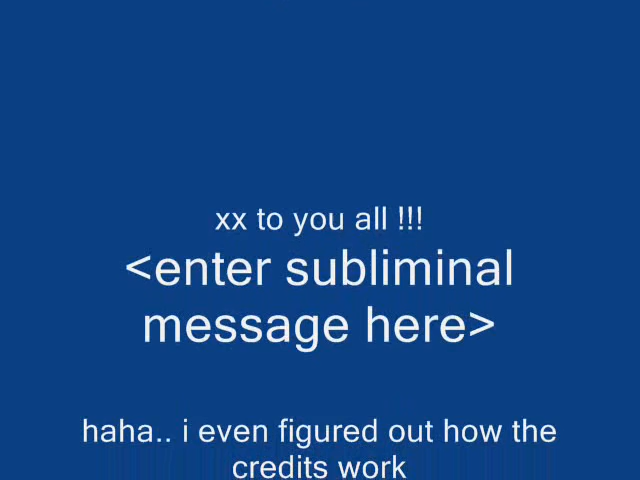 xx to you all !!!
<enter subliminal
message here>
haha.. i even figured out how the
credits work